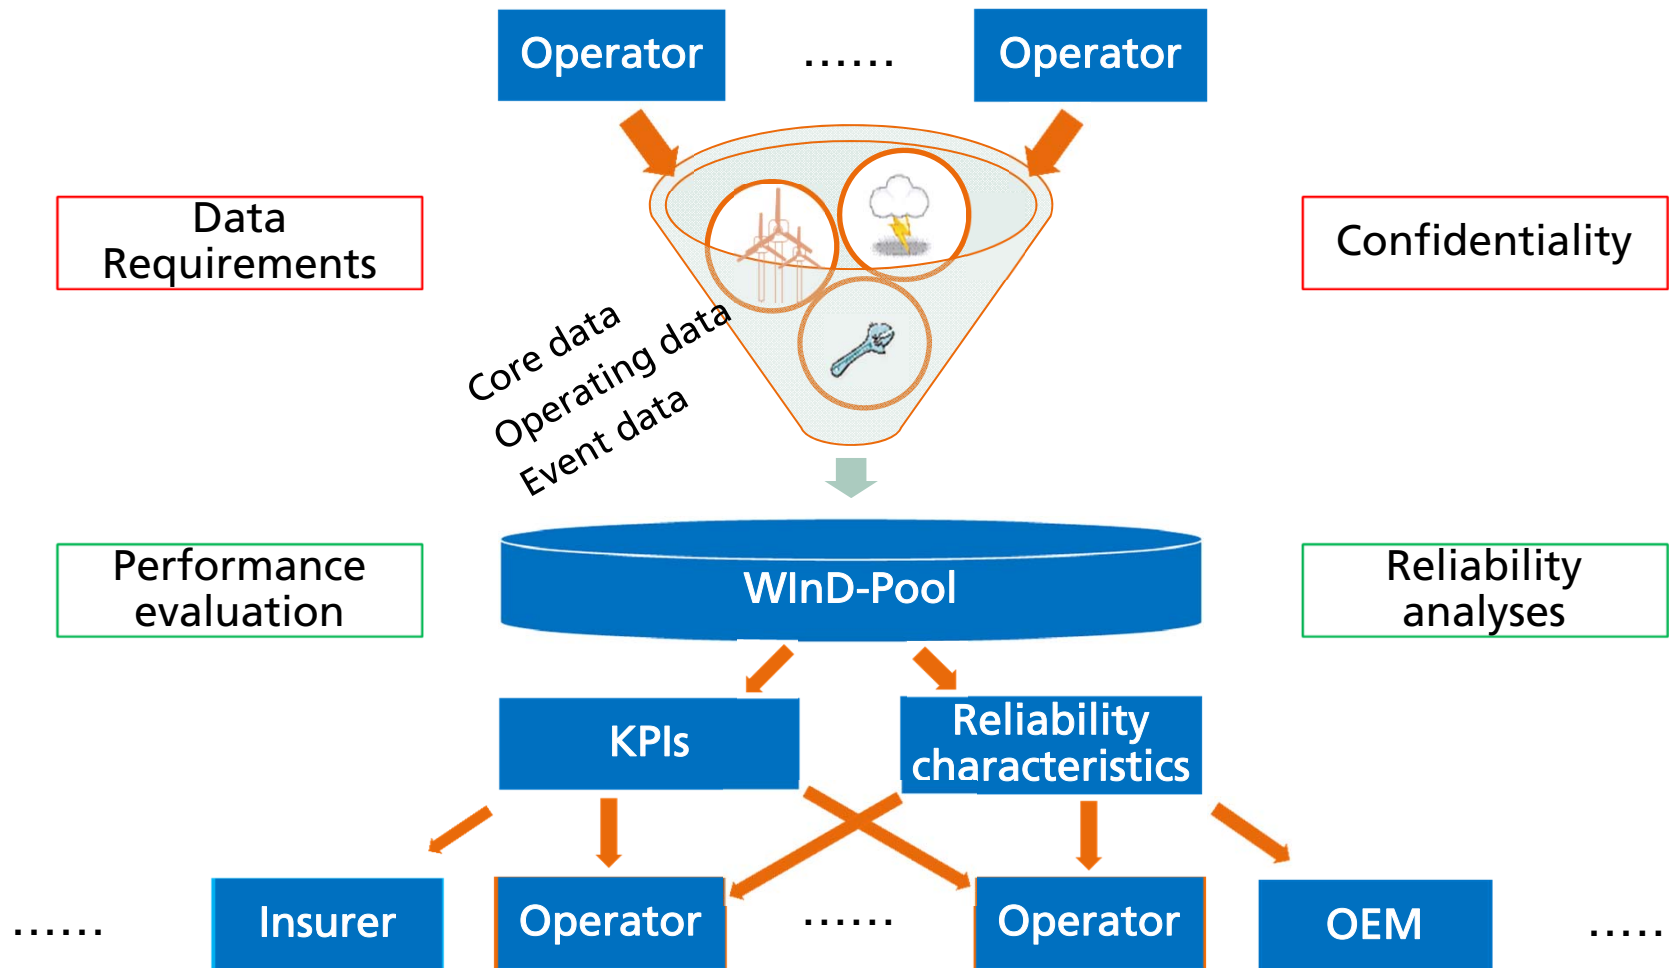 Operator
......
Operator
Data
Requirements
Confidentiality
Core data
Operating data
Event data
Performance
evaluation
WInD-Pool
Reliability
analyses
KPIs
Reliability
characteristics
......
Insurer
Operator
......
Operator
OEM
.....